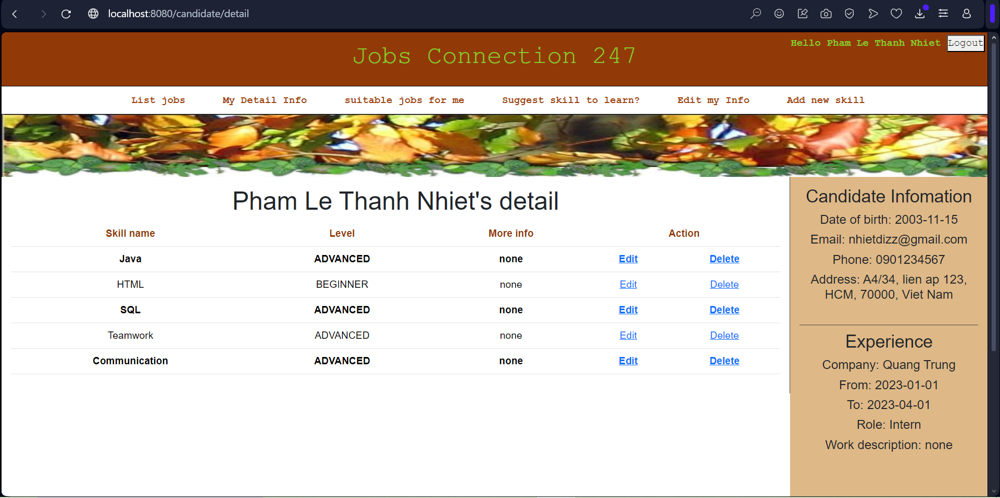 localhost:8080/candidate/detail
Hello Pham Le Thanh Nhiet Logout
Jobs Connection 247
List jobs My Detail Info suitable jobs for me Suggest skill to learn? Edit my Info Add new skill
Pham Le Thanh Nhiet's detail
Skill name Level More info Action
Java ADVANCED none Edit Delete
HTML BEGINNER none Edit Delete
SQL ADVANCED none Edit Delete
Teamwork ADVANCED none Edit Delete
Communication ADVANCED none Edit Delete
Candidate Infomation
Date of birth: 2003-11-15
Email: nhietdizz@gmail.com
Phone: 0901234567
Address: A4/34, lien ap 123,
HCM, 70000, Viet Nam
Experience
Company: Quang Trung
From: 2023-01-01
To: 2023-04-01
Role: Intern
Work description: none